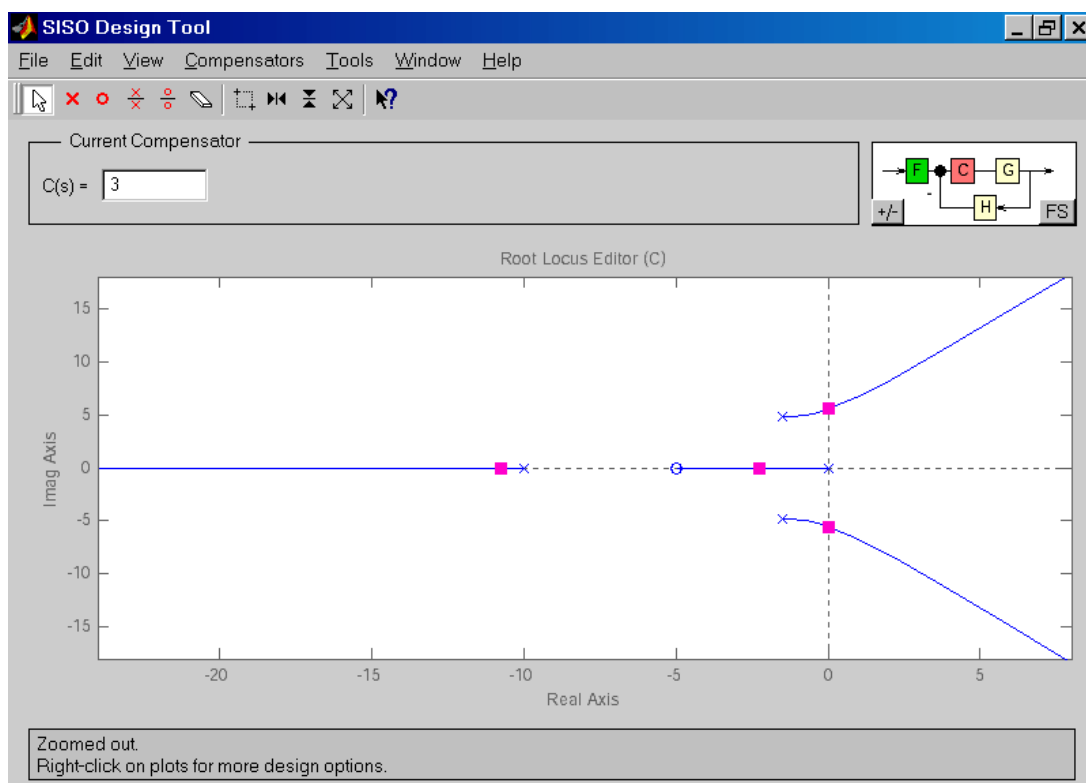 SISO Design Tool
File Edit View Compensators Tools Window Help
Current Compensator
C(s) = 3
F C G
H
-
+/- FS
Root Locus Editor (C)
15
10
5
0
-5
-10
-15
Imag Axis
-20 -15 -10 -5 0 5
Real Axis
Zoomed out.
Right-click on plots for more design options.